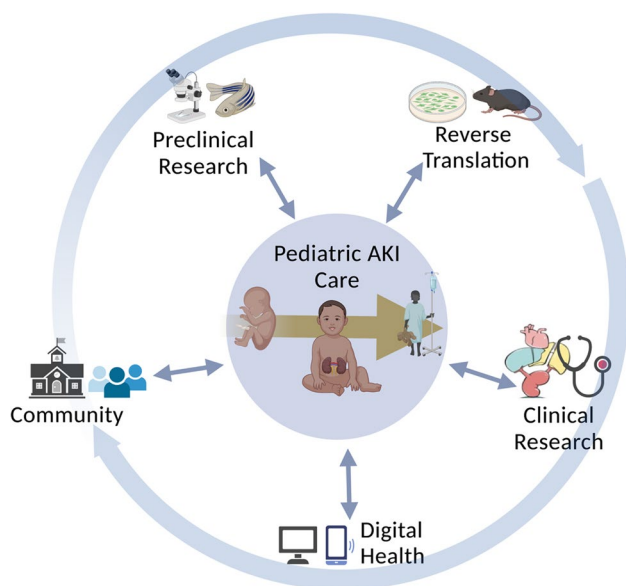 Preclinical
Research
Reverse
Translation
Pediatric AKI
Care
Community
Clinical
Research
Digital
Health